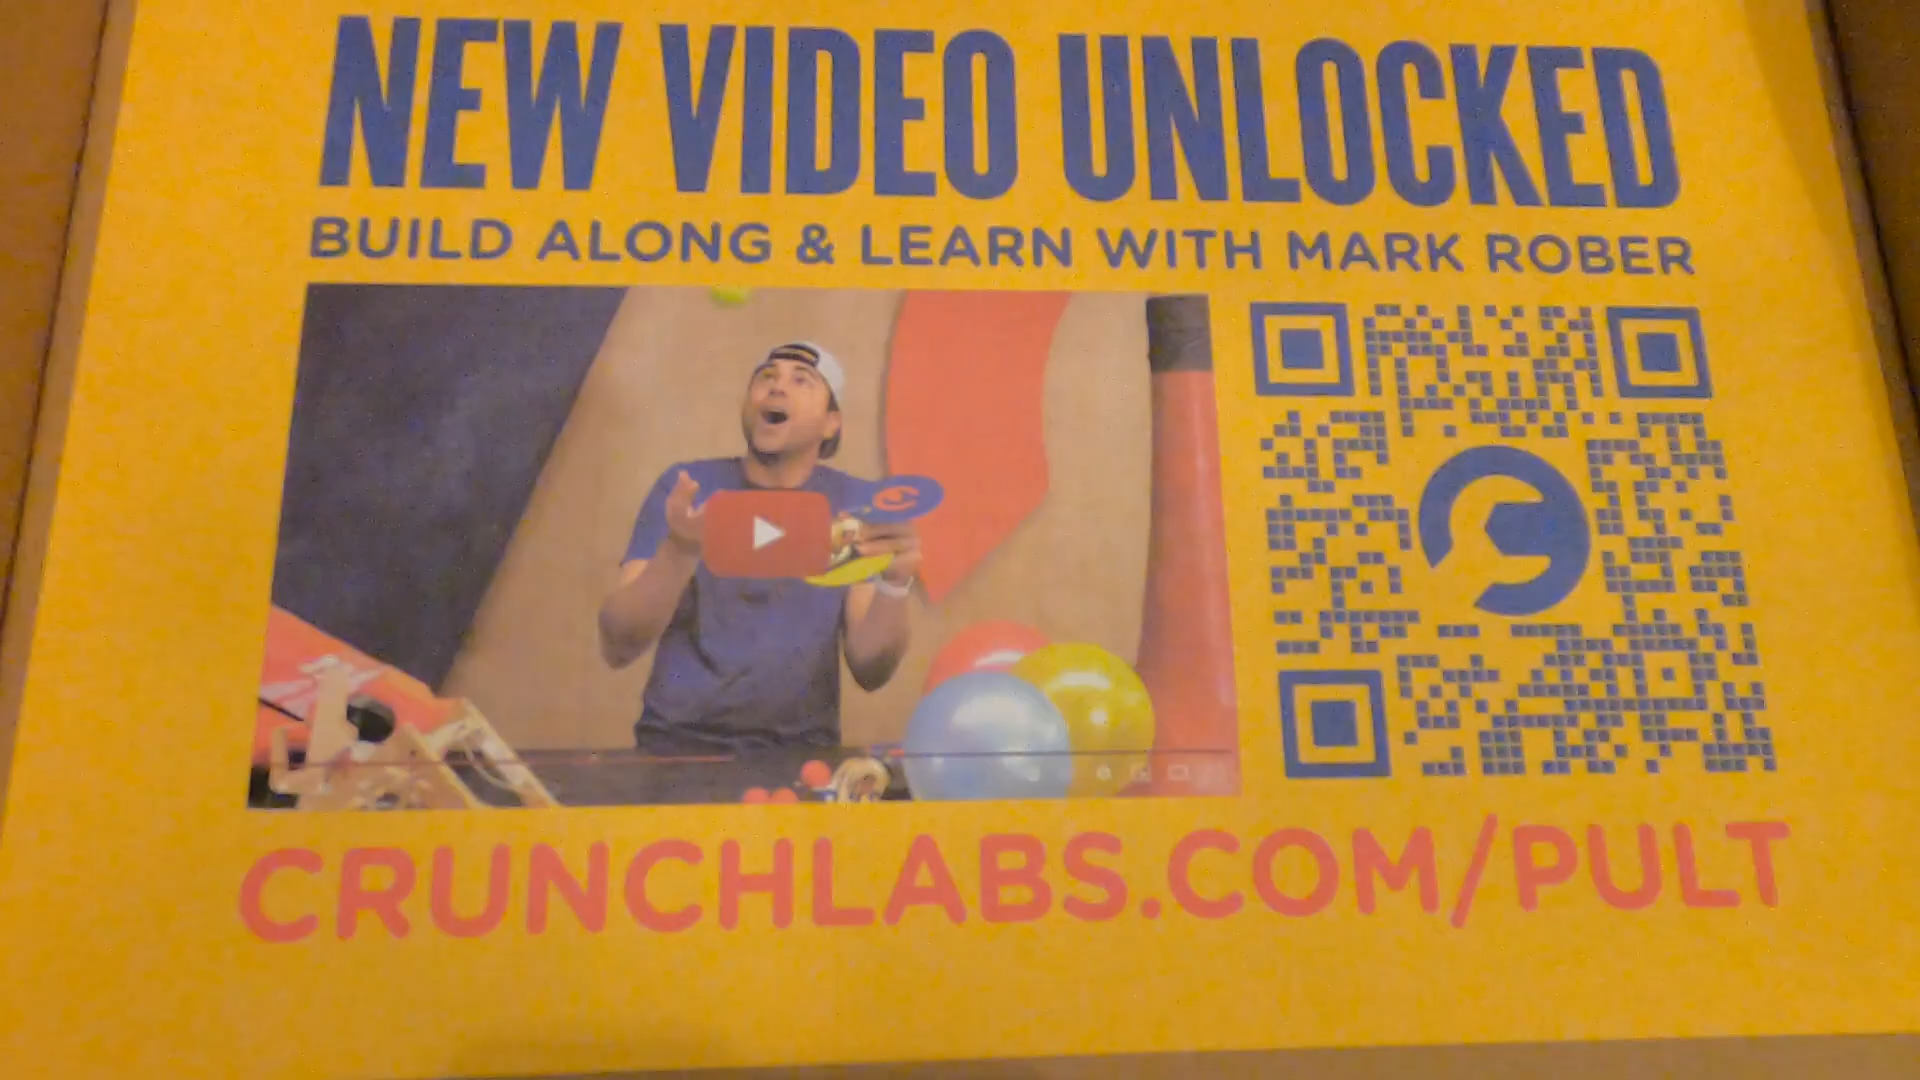 NEW VIDEO UNLOCKED
BUILD ALONG & LEARN WITH MARK ROBER
CRUNCHLABS.COM/PULT